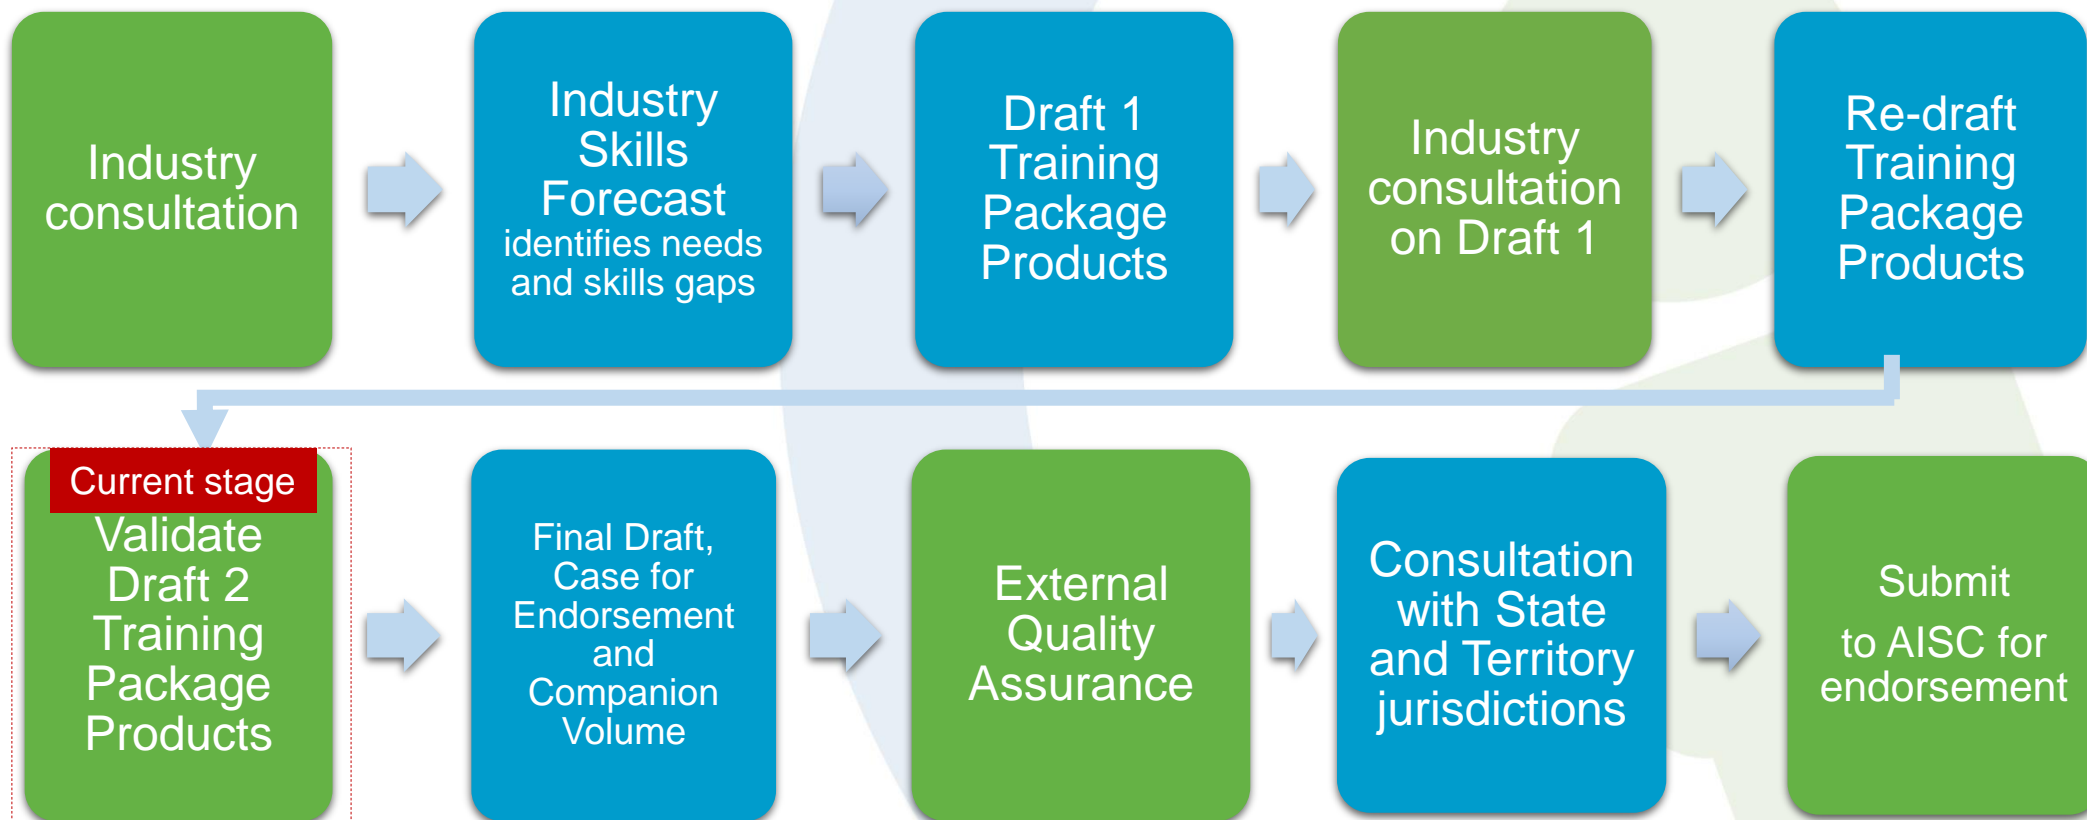 Industry
consultation
Industry
Skills
Forecast
identifies needs
and skills gaps
Draft 1
Training
Package
Products
Industry
consultation
on Draft 1
Re-draft
Training
Package
Products
Current stage
Validate
Draft 2
Training
Package
Products
Final Draft,
Case for
Endorsement
and
Companion
Volume
External
Quality
Assurance
Consultation
with State
and Territory
jurisdictions
Submit
to AISC for
endorsement